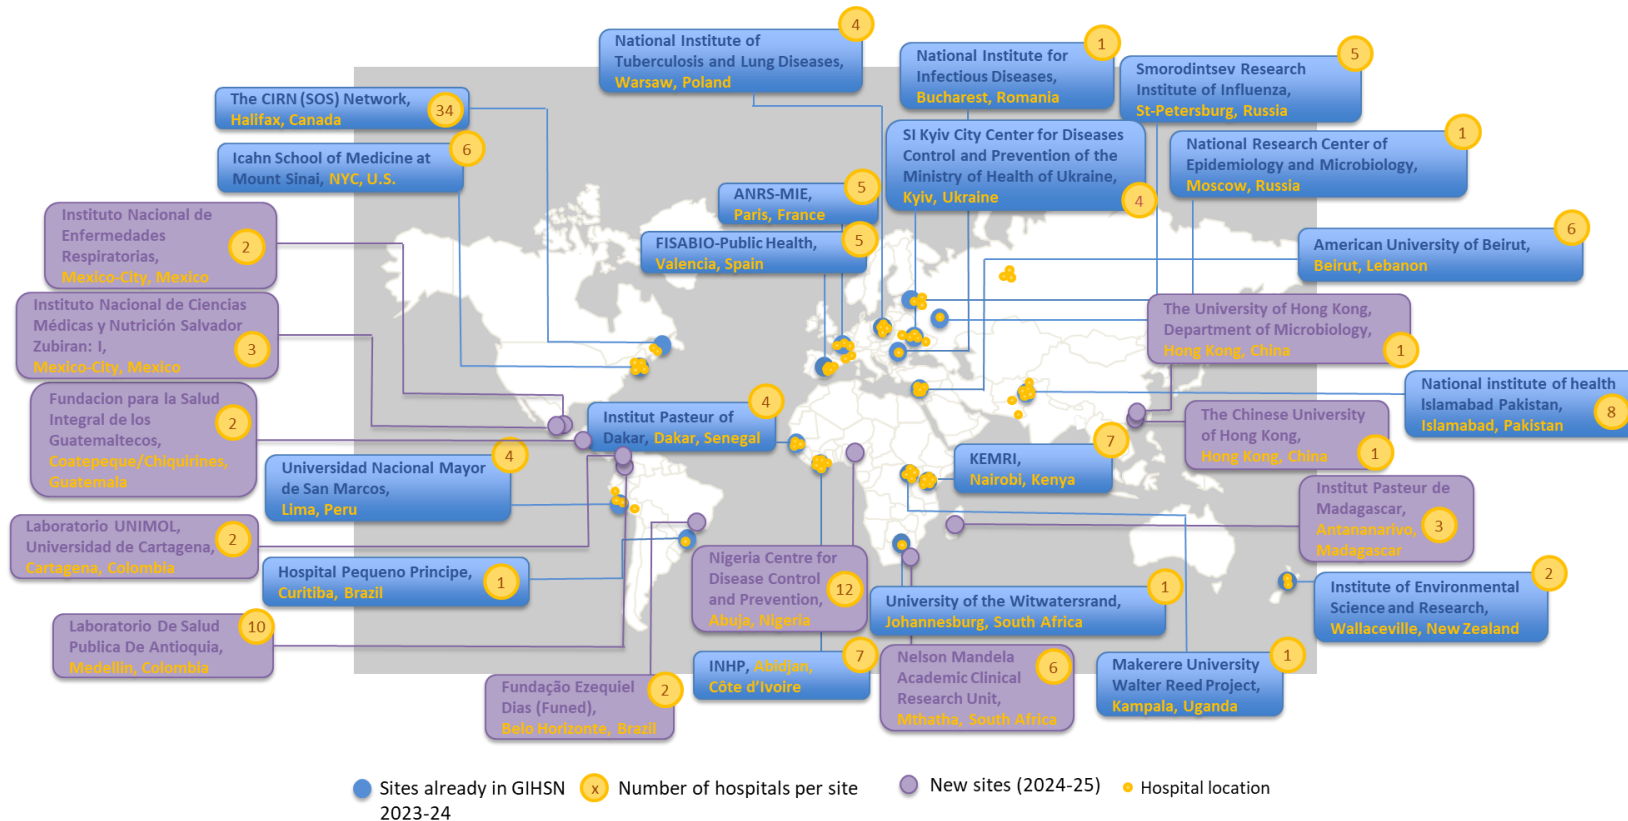 National Institute of
Tuberculosis and Lung Diseases,
Warsaw, Poland
4
National Institute for
Infectious Diseases,
Bucharest, Romania
1
Smorodintsev Research
Institute of Influenza,
St-Petersburg, Russia
5
The CIRN (SOS) Network,
Halifax, Canada
34
Icahn School of Medicine at
Mount Sinai, NYC, U.S.
6
SI Kyiv City Center for Diseases
Control and Prevention of the
Ministry of Health of Ukraine,
Kyiv, Ukraine
4
National Research Center of
Epidemiology and Microbiology,
Moscow, Russia
1
ANRS-MIE,
Paris, France
5
FISABIO-Public Health,
Valencia, Spain
5
Instituto Nacional de
Enfermedades
Respiratorias,
Mexico-City, Mexico
2
American University of Beirut,
Beirut, Lebanon
6
Instituto Nacional de Ciencias
Médicas y Nutrición Salvador
Zubiran: I,
Mexico-City, Mexico
3
The University of Hong Kong,
Department of Microbiology,
Hong Kong, China
1
Fundacion para la Salud
Integral de los
Guatemaltecos,
Coatepeque/Chiquirines,
Guatemala
2
National institute of health
Islamabad Pakistan,
Islamabad, Pakistan
8
Institut Pasteur of
Dakar, Dakar, Senegal
4
The Chinese University
of Hong Kong,
Hong Kong, China
1
Universidad Nacional Mayor
de San Marcos,
Lima, Peru
4
KEMRI,
Nairobi, Kenya
7
Institut Pasteur de
Madagascar,
Antananarivo,
Madagascar
3
Laboratorio UNIMOL,
Universidad de Cartagena,
Cartagena, Colombia
2
Hospital Pequeno Principe,
Curitiba, Brazil
1
Nigeria Centre for
Disease Control
and Prevention,
Abuja, Nigeria
12
University of the Witwatersrand,
Johannesburg, South Africa
1
Institute of Environmental
Science and Research,
Wallaceville, New Zealand
2
Laboratorio De Salud
Publica De Antioquia,
Medellin, Colombia
10
Fundação Ezequiel
Dias (Funed),
Belo Horizonte, Brazil
2
INHP, Abidjan,
Côte d'Ivoire
7
Nelson Mandela
Academic Clinical
Research Unit,
Mthatha, South Africa
6
Makerere University
Walter Reed Project,
Kampala, Uganda
1
Sites already in GIHSN
2023-24
x
Number of hospitals per site
New sites (2024-25)
Hospital location